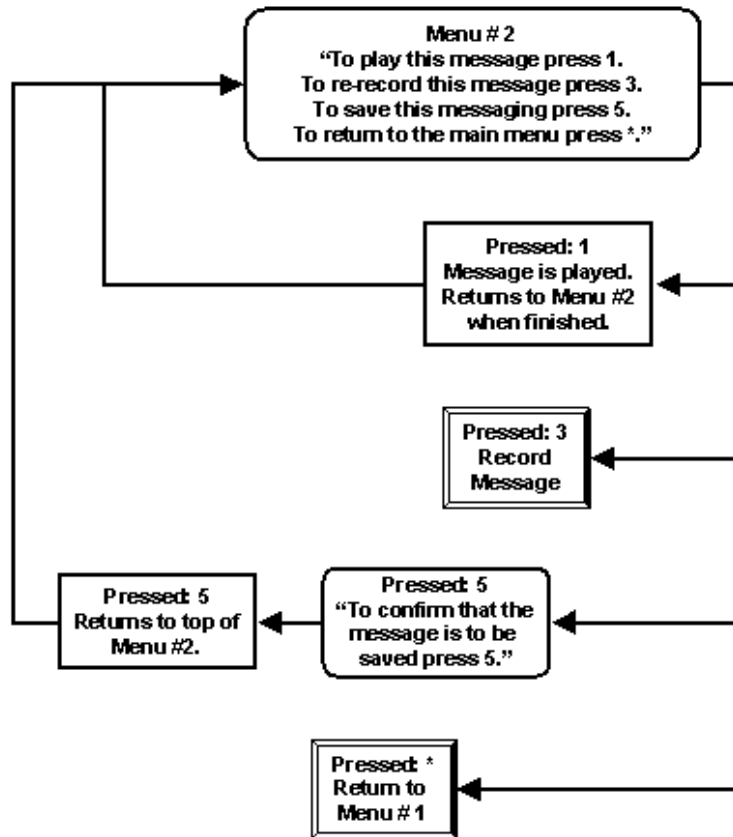 Menu # 2
“To play this message press 1.
To re-record this message press 3.
To save this messaging press 5.
To return to the main menu press *.”
Pressed: 1
Message is played.
Returns to Menu #2
when finished.
Pressed: 3
Record
Message
Pressed: 5
Returns to top of
Menu #2.
Pressed: 5
“To confirm that the
message is to be
saved press 5.”
Pressed: *
Return to
Menu # 1